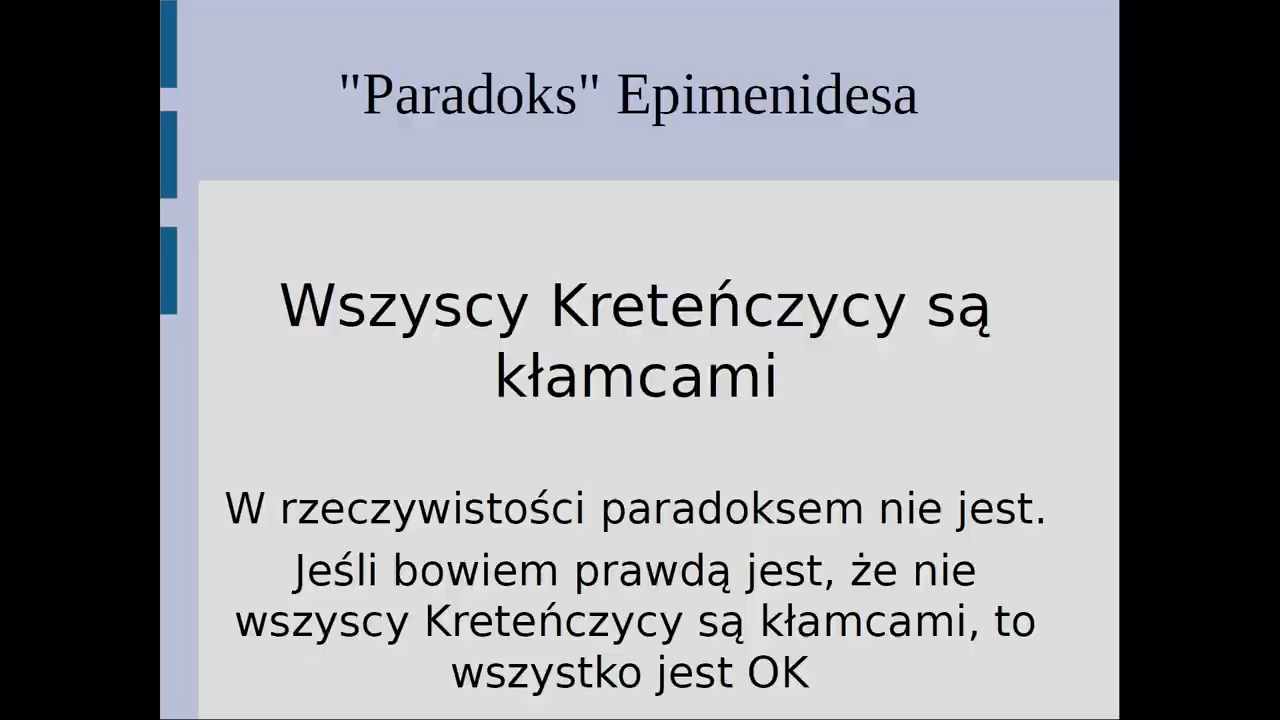 "Paradoks" Epimenidesa
Wszyscy Kreteńczycy są
kłamcami
W rzeczywistości paradoksem nie jest.
Jeśli bowiem prawdą jest, że nie
wszyscy Kreteńczycy są kłamcami, to
wszystko jest OK